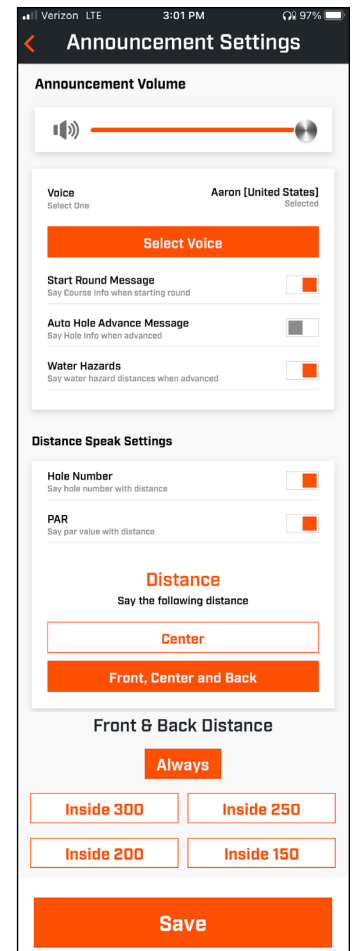 Verizon LTE 3:01 PM 97%
Announcement Settings
Announcement Volume
Voice Aaron [United States]
Select One Selected
Select Voice
Start Round Message
Say Course Info when starting round
Auto Hole Advance Message
Say Hole Info when advanced
Water Hazards
Say water hazard distances when advanced
Distance Speak Settings
Hole Number
Say hole number with distance
PAR
Say par value with distance
Distance
Say the following distance
Center
Front, Center and Back
Front & Back Distance
Always
Inside 300 Inside 250
Inside 200 Inside 150
Save